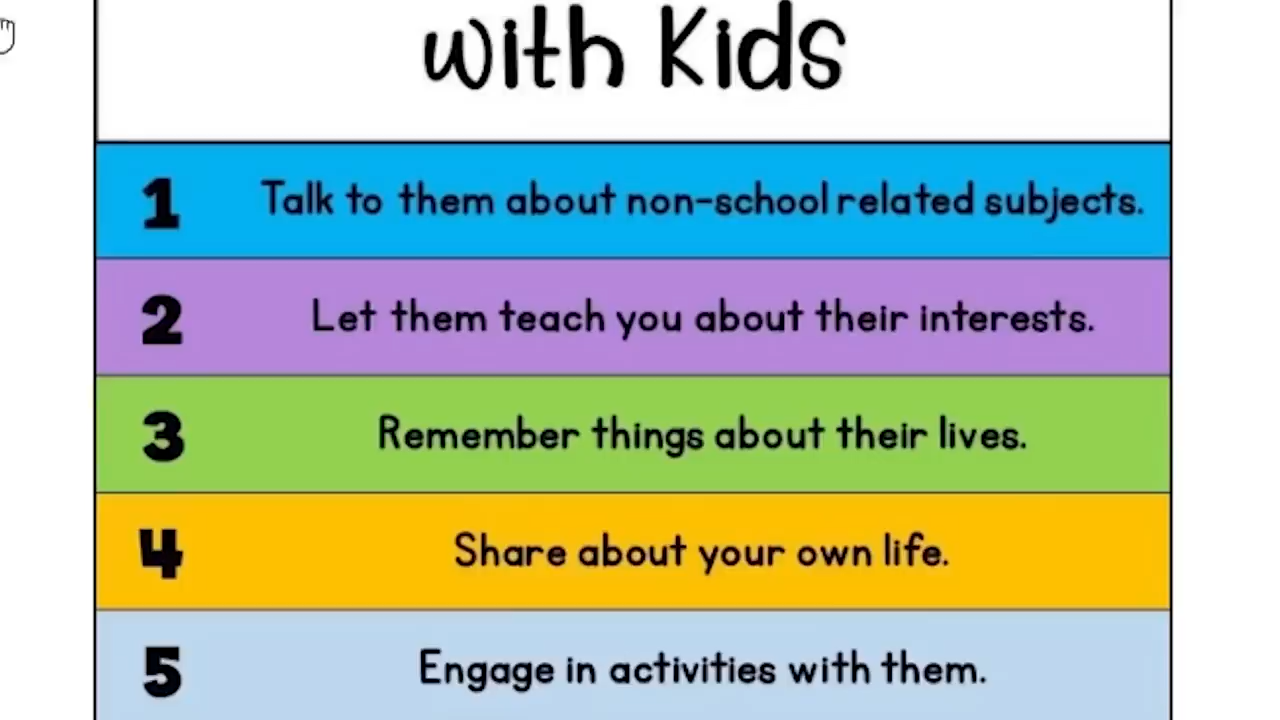 with Kids
1 Talk to them about non-school related subjects.
2 Let them teach you about their interests.
3 Remember things about their lives.
4 Share about your own life.
5 Engage in activities with them.